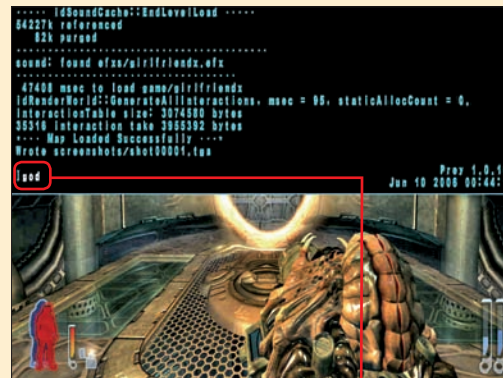 ----- idSoundCache::EndLevelLoad -----
54227k referenced
82k purged
----------------------------------------
sound: found efxs/girlfriendx.efx
----------------------------------------
47408 msec to load game/girlfriendx
idRenderWorld::GenerateAllInteractions, msec = 95, staticAllocCount = 0.
interactionTable size: 3074580 bytes
35316 interaction take 3955392 bytes
---- Map Loaded Successfully ----
Wrote screenshots/shot00001.tga
]god
Prey 1.0.1
Jun 10 2006 00:44: